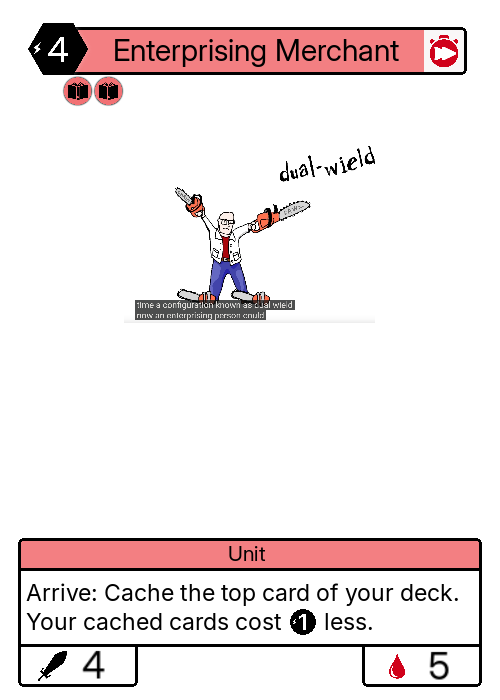 4 Enterprising Merchant
dual-wield
time a configuration known as dual wield
now an enterprising person could
Unit
Arrive: Cache the top card of your deck.
Your cached cards cost 1 less.
4
5